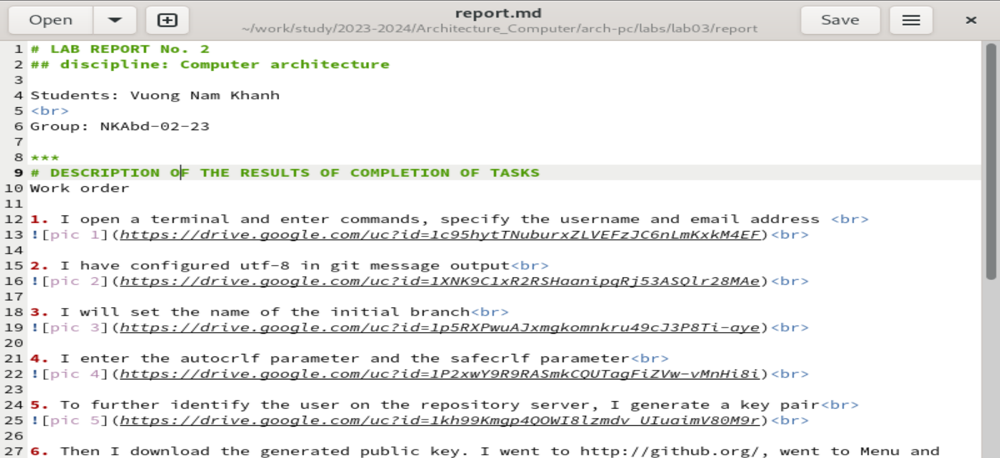 Open
report.md
~/work/study/2023-2024/Architecture_Computer/arch-pc/labs/lab03/report
Save
1 # LAB REPORT No. 2
2 ## discipline: Computer architecture
3
4 Students: Vuong Nam Khanh
5 <br>
6 Group: NKAbd-02-23
7
8 ***
9 # DESCRIPTION OF THE RESULTS OF COMPLETION OF TASKS
10 Work order
11
12 1. I open a terminal and enter commands, specify the username and email address <br>
13 ![pic 1](https://drive.google.com/uc?id=1c95hytTNuburxZLVEFzJC6nLmKxkM4EF)<br>
14
15 2. I have configured utf-8 in git message output<br>
16 ![pic 2](https://drive.google.com/uc?id=1XNK9C1xR2RSHaanipqRj53ASQlr28MAe)<br>
17
18 3. I will set the name of the initial branch<br>
19 ![pic 3](https://drive.google.com/uc?id=1p5RXPwuAJxmgkomnkru49cJ3P8Ti-aye)<br>
20
21 4. I enter the autocrlf parameter and the safecrlf parameter<br>
22 ![pic 4](https://drive.google.com/uc?id=1P2xwY9R9RASmkCQUTagFiZVw-vMnHi8i)<br>
23
24 5. To further identify the user on the repository server, I generate a key pair<br>
25 ![pic 5](https://drive.google.com/uc?id=1kh99Kmgp4QOWI8lzmdv_UIuaimV80M9r)<br>
26
27 6. Then I download the generated public key. I went to http://github.org/, went to Menu and